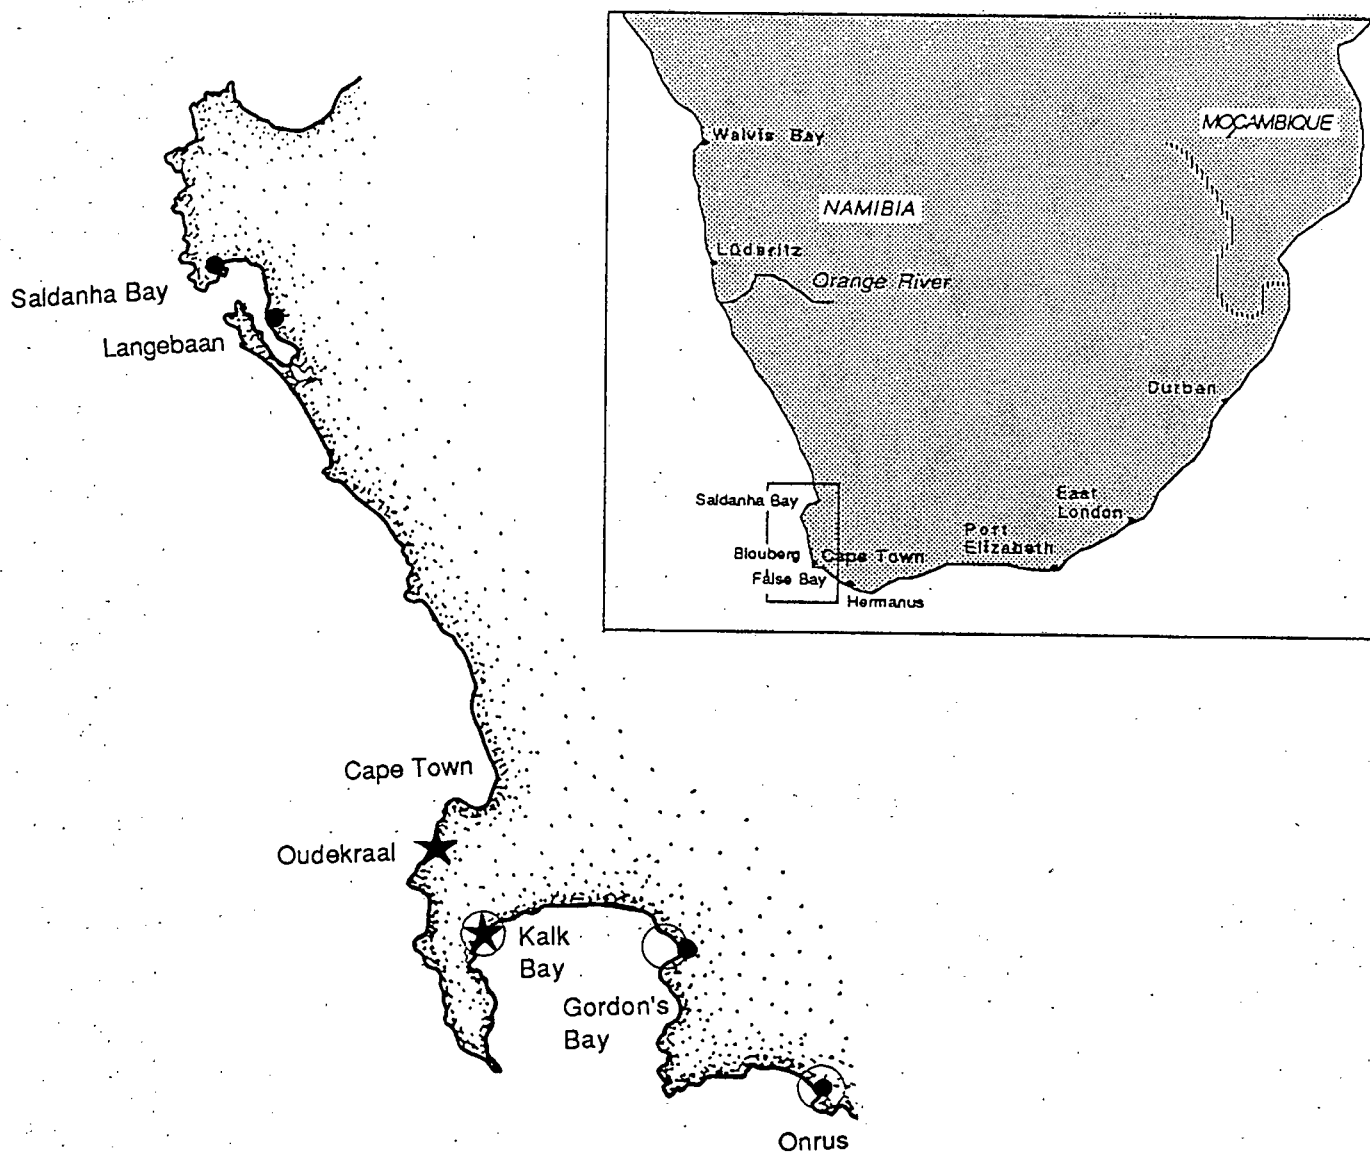 MOÇAMBIQUE
Walvis Bay
NAMIBIA
Lüderitz
Orange River
Saldanha Bay
Langebaan
Durban
Saldanha Bay
East
London
Port
Elizabeth
Blouberg
Cape Town
False Bay
Hermanus
Cape Town
Oudekraal
Kalk
Bay
Gordon's
Bay
Onrus